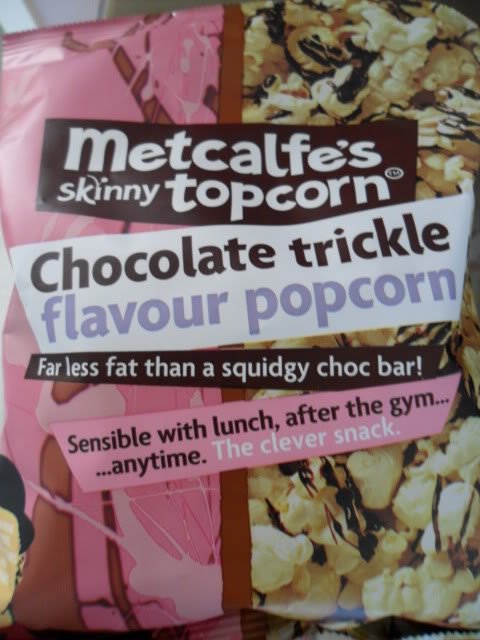 metcalfe's
skinny topcorn™
Chocolate trickle
flavour popcorn
Far less fat than a squidgy choc bar!
Sensible with lunch, after the gym...
...anytime. The clever snack.